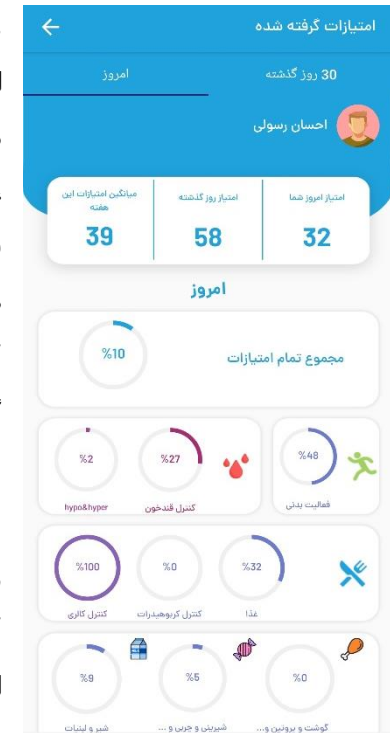 امتیازات گرفته شده
30 روز گذشته
امروز
احسان رسولی
امتیاز امروز شما
32
امتیاز روز گذشته
58
میانگین امتیازات این
هفته
39
امروز
مجموع تمام امتیازات
%10
%48
فعالیت بدنی
%27
کنترل قندخون
%2
hypo&hyper
%32
غذا
%0
کنترل کربوهیدرات
%100
کنترل کالری
%0
گوشت و پروتئین و...
%5
شیرینی و چربی و ...
%9
شیر و لبنیات